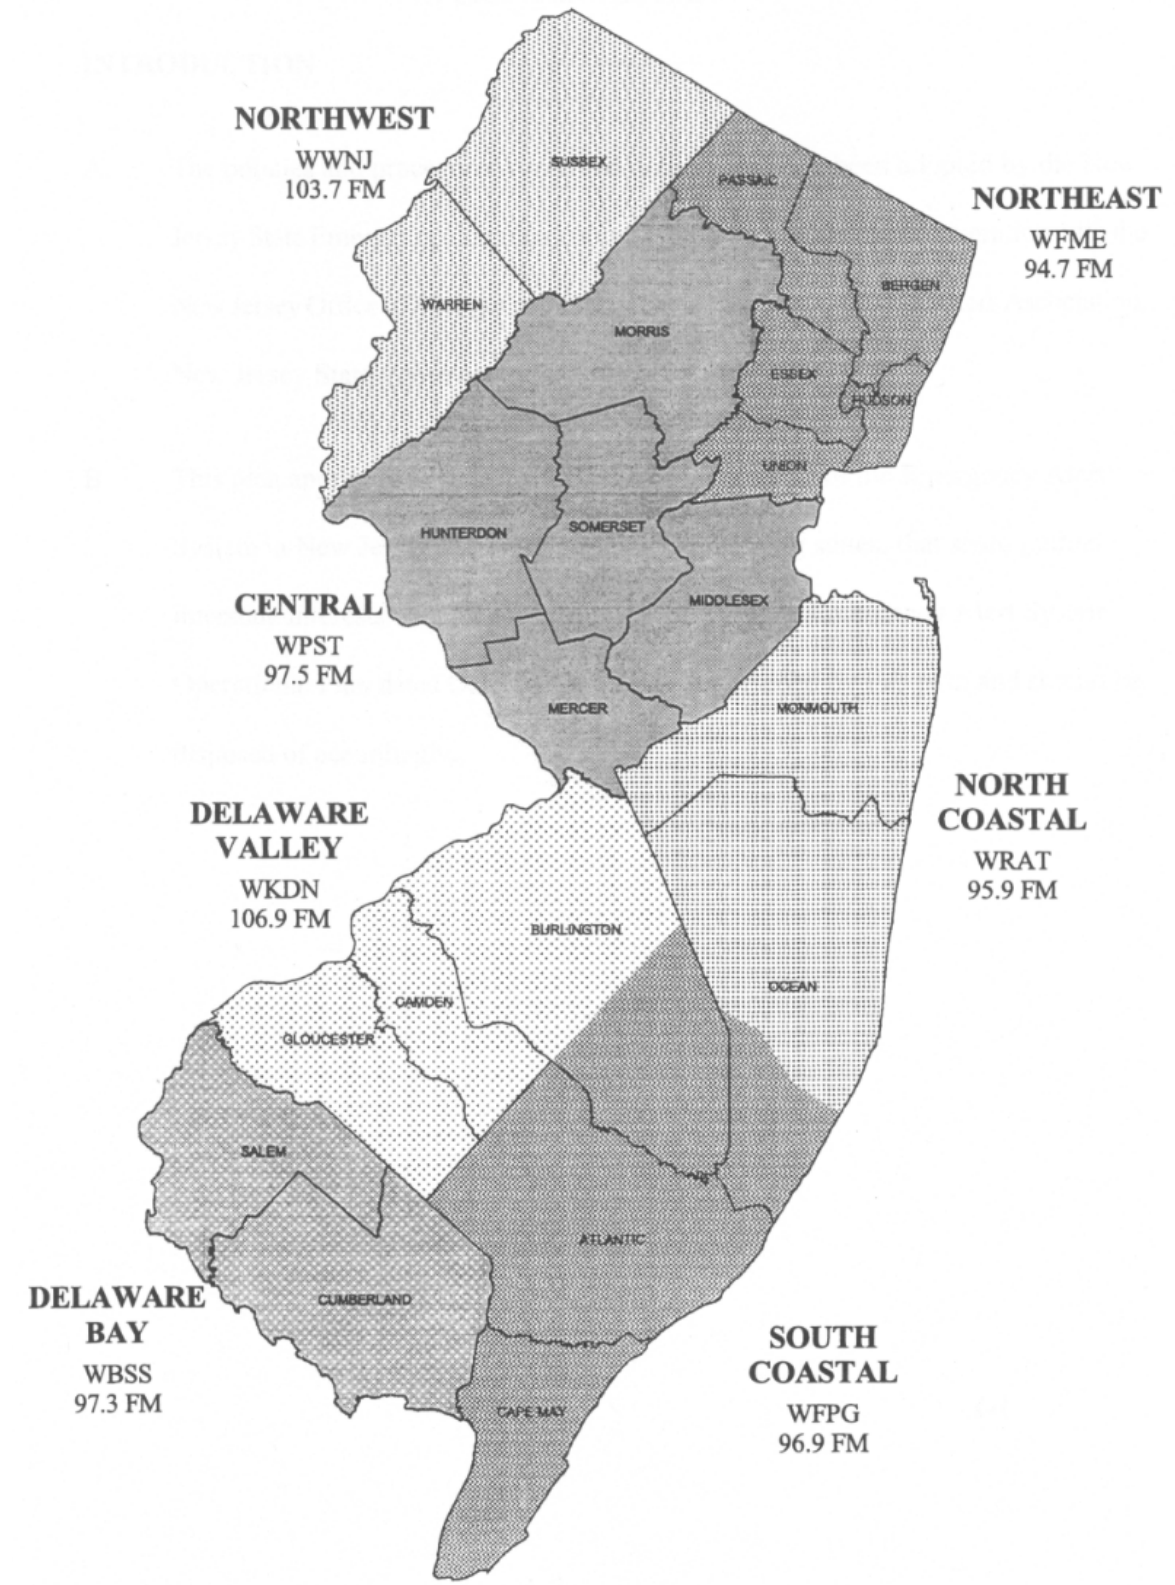 NORTHWEST
WWNJ
103.7 FM
SUSSEX
PASSAIC
NORTHEAST
WFME
94.7 FM
BERGEN
WARREN
MORRIS
ESSEX
HUDSON
UNION
HUNTERDON
SOMERSET
MIDDLESEX
CENTRAL
WPST
97.5 FM
MERCER
MONMOUTH
NORTH
COASTAL
WRAT
95.9 FM
DELAWARE
VALLEY
WKDN
106.9 FM
BURLINGTON
OCEAN
CAMDEN
GLOUCESTER
SALEM
ATLANTIC
CUMBERLAND
DELAWARE
BAY
WBSS
97.3 FM
SOUTH
COASTAL
WFPG
96.9 FM
CAPE MAY